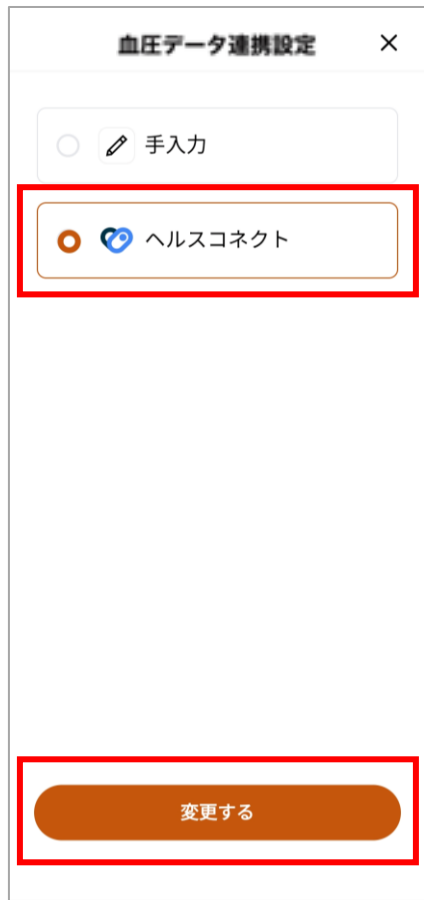 血圧データ連携設定
手入力
ヘルスコネクト
変更する